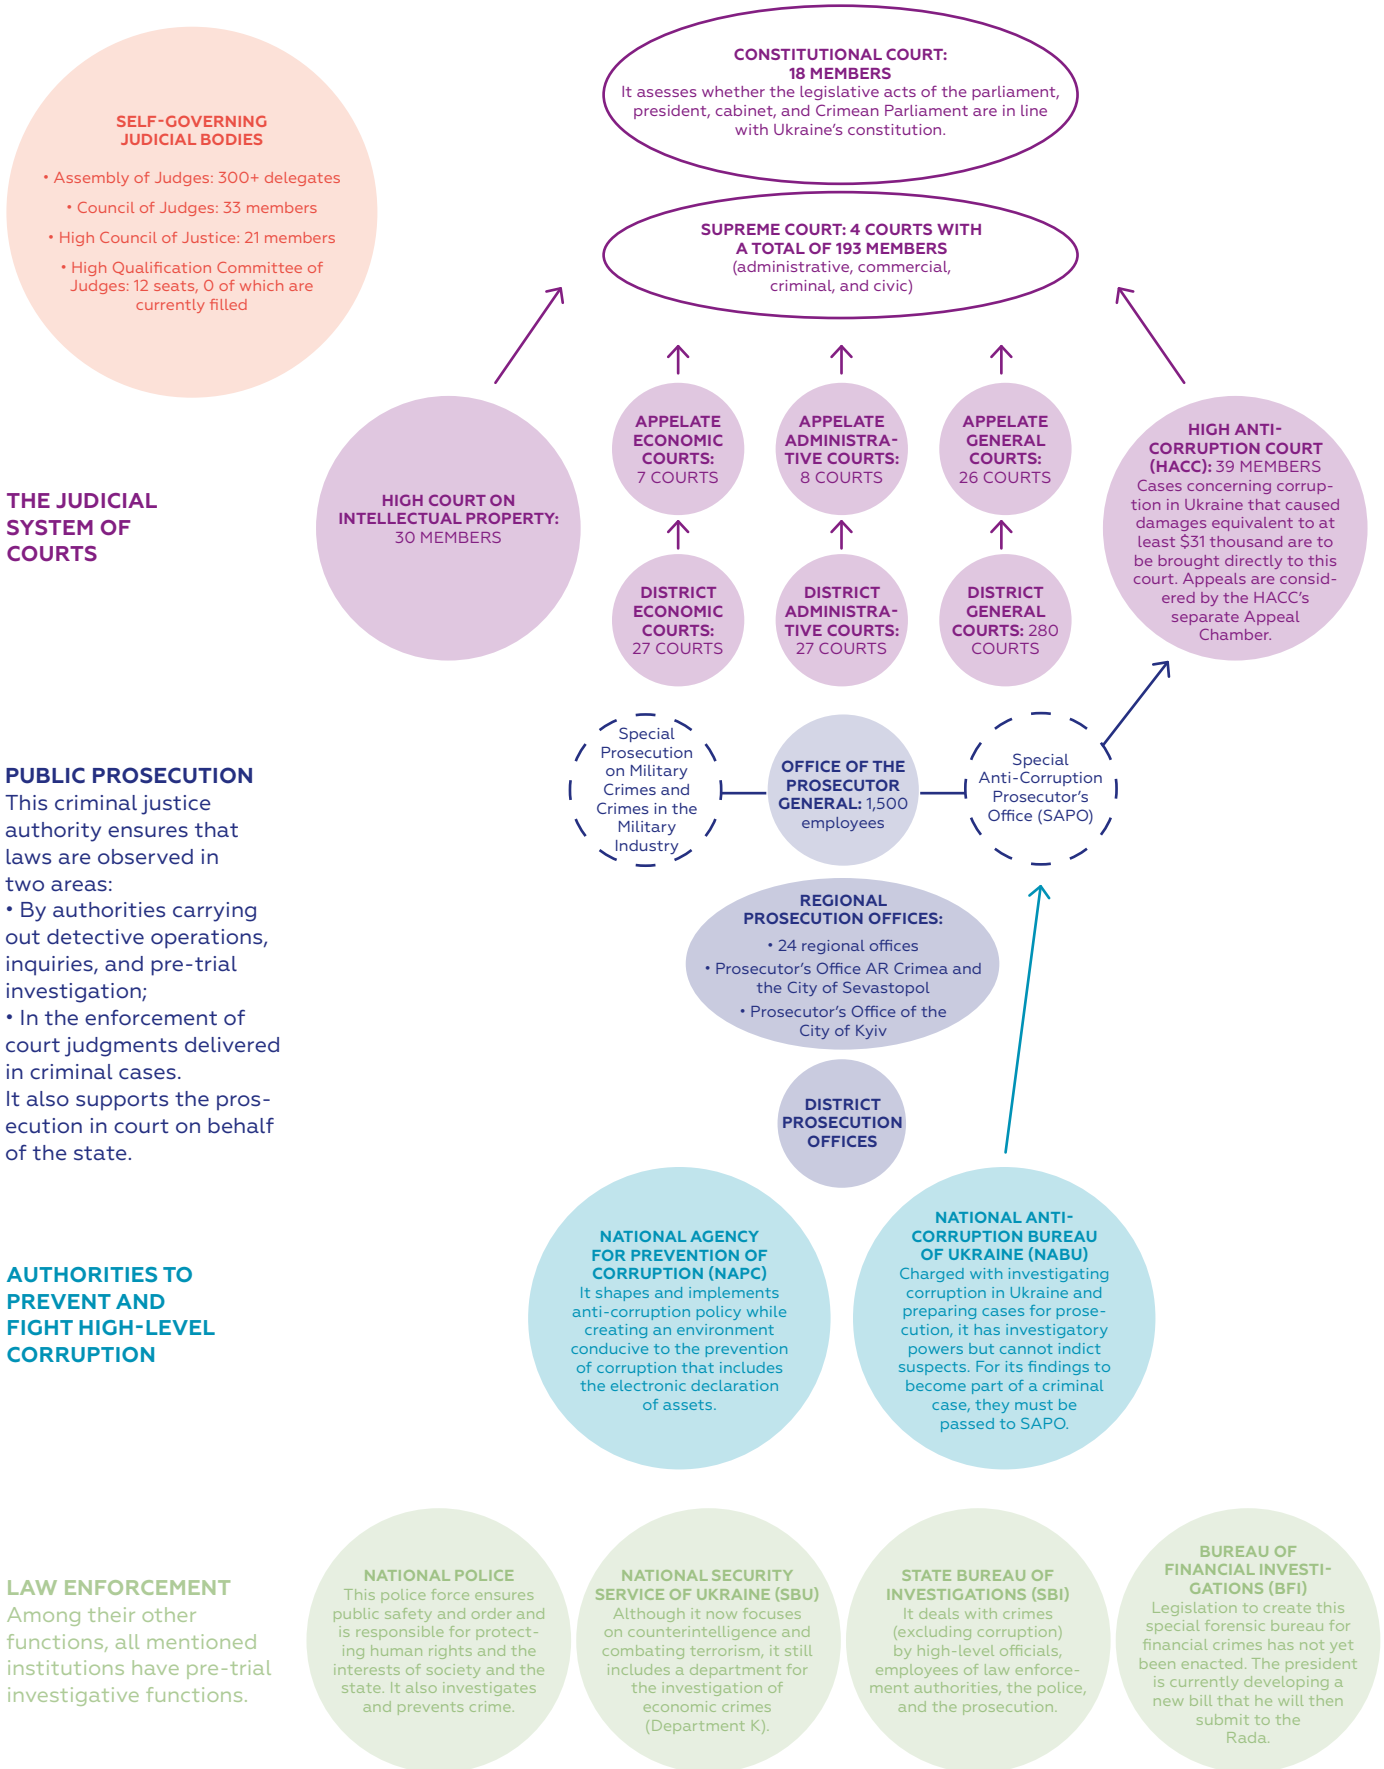 CONSTITUTIONAL COURT:
18 MEMBERS
It asesses whether the legislative acts of the parliament,
president, cabinet, and Crimean Parliament are in line
with Ukraine’s constitution.
SELF-GOVERNING
JUDICIAL BODIES
• Assembly of Judges: 300+ delegates
• Council of Judges: 33 members
• High Council of Justice: 21 members
• High Qualification Committee of
Judges: 12 seats, 0 of which are
currently filled
SUPREME COURT: 4 COURTS WITH
A TOTAL OF 193 MEMBERS
(administrative, commercial,
criminal, and civic)
THE JUDICIAL
SYSTEM OF
COURTS
HIGH COURT ON
INTELLECTUAL PROPERTY:
30 MEMBERS
APPELATE
ECONOMIC
COURTS:
7 COURTS
APPELATE
ADMINISTRA-
TIVE COURTS:
8 COURTS
APPELATE
GENERAL
COURTS:
26 COURTS
HIGH ANTI-
CORRUPTION COURT
(HACC): 39 MEMBERS
Cases concerning corrup-
tion in Ukraine that caused
damages equivalent to at
least $31 thousand are to
be brought directly to this
court. Appeals are consid-
ered by the HACC’s
separate Appeal
Chamber.
DISTRICT
ECONOMIC
COURTS:
27 COURTS
DISTRICT
ADMINISTRA-
TIVE COURTS:
27 COURTS
DISTRICT
GENERAL
COURTS: 280
COURTS
PUBLIC PROSECUTION
This criminal justice
authority ensures that
laws are observed in
two areas:
• By authorities carrying
out detective operations,
inquiries, and pre-trial
investigation;
• In the enforcement of
court judgments delivered
in criminal cases.
It also supports the pros-
ecution in court on behalf
of the state.
Special
Prosecution
on Military
Crimes and
Crimes in the
Military
Industry
OFFICE OF THE
PROSECUTOR
GENERAL: 1,500
employees
Special
Anti-Corruption
Prosecutor’s
Office (SAPO)
REGIONAL
PROSECUTION OFFICES:
• 24 regional offices
• Prosecutor’s Office AR Crimea and
the City of Sevastopol
• Prosecutor’s Office of the
City of Kyiv
DISTRICT
PROSECUTION
OFFICES
AUTHORITIES TO
PREVENT AND
FIGHT HIGH-LEVEL
CORRUPTION
NATIONAL AGENCY
FOR PREVENTION OF
CORRUPTION (NAPC)
It shapes and implements
anti-corruption policy while
creating an environment
conducive to the prevention
of corruption that includes
the electronic declaration
of assets.
NATIONAL ANTI-
CORRUPTION BUREAU
OF UKRAINE (NABU)
Charged with investigating
corruption in Ukraine and
preparing cases for prose-
cution, it has investigatory
powers but cannot indict
suspects. For its findings to
become part of a criminal
case, they must be
passed to SAPO.
LAW ENFORCEMENT
Among their other
functions, all mentioned
institutions have pre-trial
investigative functions.
NATIONAL POLICE
This police force ensures
public safety and order and
is responsible for protect-
ing human rights and the
interests of society and the
state. It also investigates
and prevents crime.
NATIONAL SECURITY
SERVICE OF UKRAINE (SBU)
Although it now focuses
on counterintelligence and
combating terrorism, it still
includes a department for
the investigation of
economic crimes
(Department K).
STATE BUREAU OF
INVESTIGATIONS (SBI)
It deals with crimes
(excluding corruption)
by high-level officials,
employees of law enforce-
ment authorities, the police,
and the prosecution.
BUREAU OF
FINANCIAL INVESTI-
GATIONS (BFI)
Legislation to create this
special forensic bureau for
financial crimes has not yet
been enacted. The president
is currently developing a
new bill that he will then
submit to the
Rada.